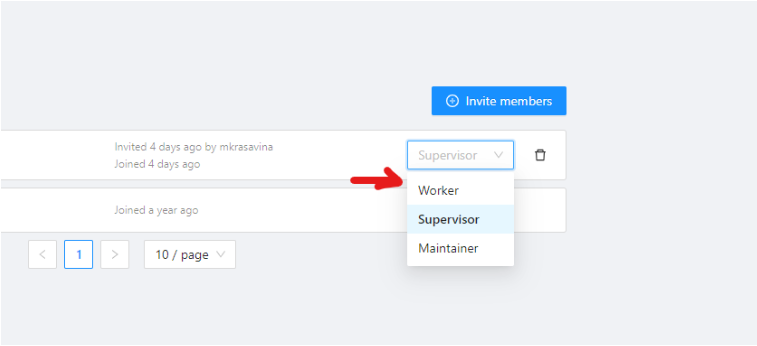 Invite members
Invited 4 days ago by mkrasavina
Joined 4 days ago
Supervisor
Worker
Supervisor
Maintainer
Joined a year ago
1
10 / page